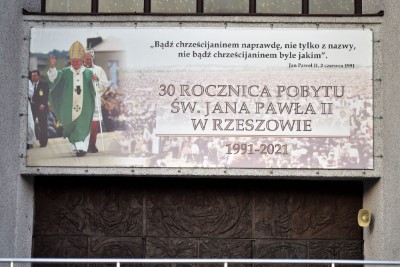 „Bądź chrześcijaninem naprawdę, nie tylko z nazwy,
nie bądź chrześcijaninem byle jakim”.
Jan Paweł II, 2 czerwca 1991
30 ROCZNICA POBYTU
ŚW. JANA PAWŁA II
W RZESZOWIE
1991-2021